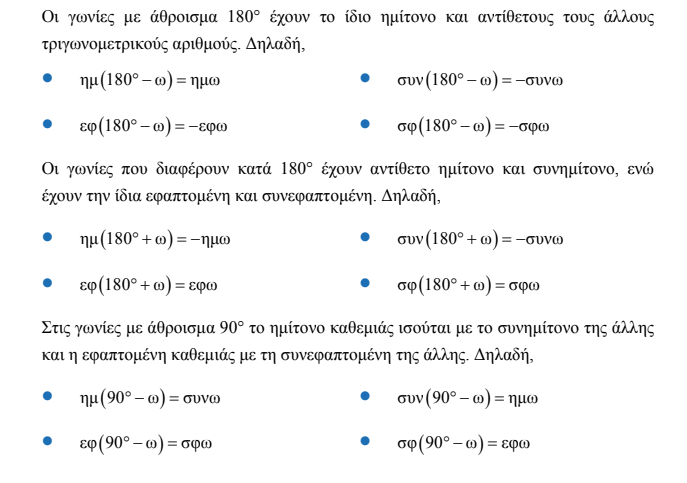 Οι γωνίες με άθροισμα 180° έχουν το ίδιο ημίτονο και αντίθετους τους άλλους
τριγωνομετρικούς αριθμούς. Δηλαδή,
• ημ(180° − ω) = ημω • συν(180° − ω) = −συνω
• εφ(180° − ω) = −εφω • σφ(180° − ω) = −σφω
Οι γωνίες που διαφέρουν κατά 180° έχουν αντίθετο ημίτονο και συνημίτονο, ενώ
έχουν την ίδια εφαπτομένη και συνεφαπτομένη. Δηλαδή,
• ημ(180° + ω) = −ημω • συν(180° + ω) = −συνω
• εφ(180° + ω) = εφω • σφ(180° + ω) = σφω
Στις γωνίες με άθροισμα 90° το ημίτονο καθεμιάς ισούται με το συνημίτονο της άλλης
και η εφαπτομένη καθεμιάς με τη συνεφαπτομένη της άλλης. Δηλαδή,
• ημ(90° − ω) = συνω • συν(90° − ω) = ημω
• εφ(90° − ω) = σφω • σφ(90° − ω) = εφω